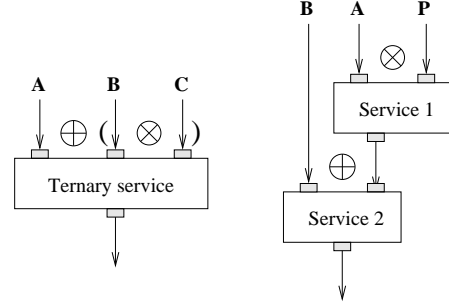 B A P
⊗
Service 1
A B C
⊕ ( ⊗ )
Ternary service
⊕
Service 2